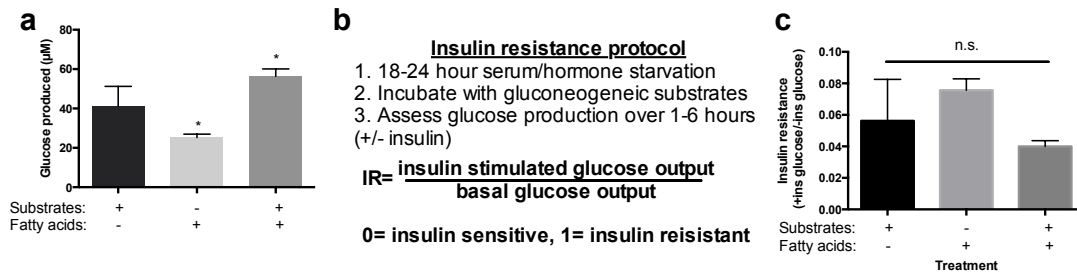 a
Glucose produced (µM)
80
60
40
20
0
*
*
Substrates: + - +
Fatty acids: - + +
b
Insulin resistance protocol
1. 18-24 hour serum/hormone starvation
2. Incubate with gluconeogeneic substrates
3. Assess glucose production over 1-6 hours
(+/- insulin)
IR= insulin stimulated glucose output
basal glucose output
0= insulin sensitive, 1= insulin reisistant
c
Insulin resistance
(+ins glucose/-ins glucose)
0.10
0.08
0.06
0.04
0.02
0.00
n.s.
Substrates: + - +
Fatty acids: - + +
Treatment